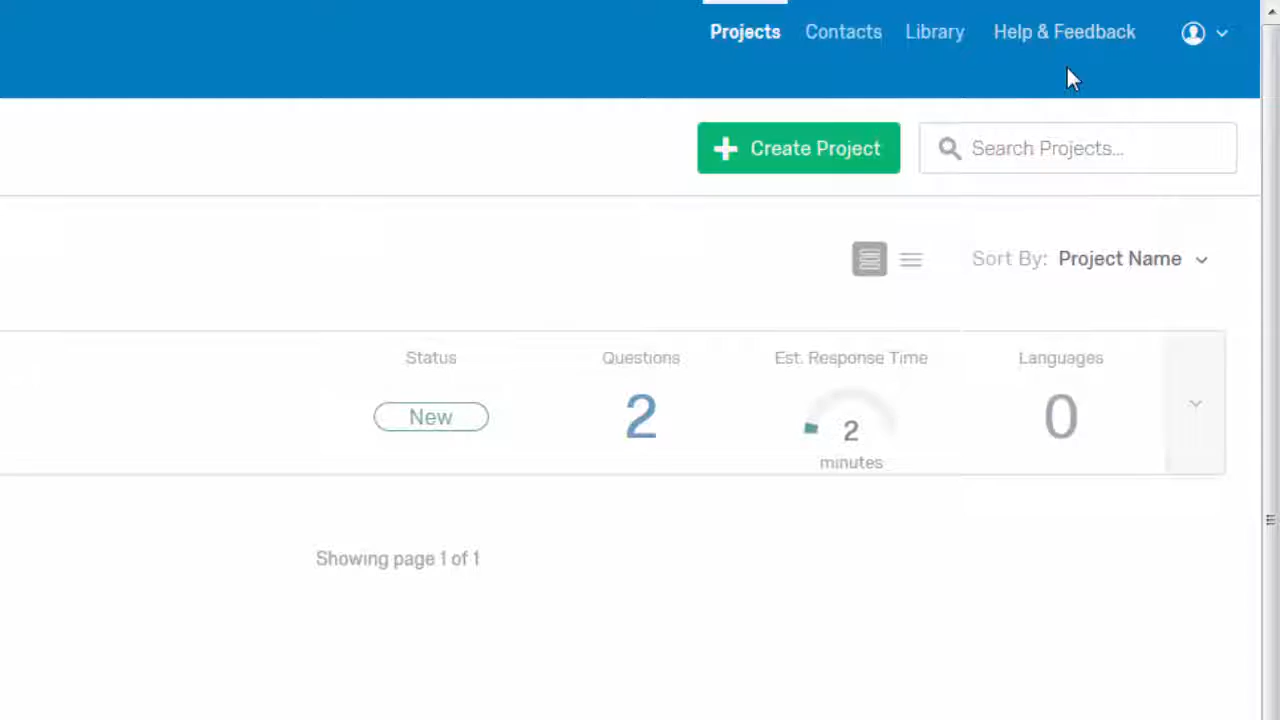 Projects Contacts Library Help & Feedback
Create Project Search Projects...
Sort By: Project Name
Status Questions Est. Response Time Languages
New 2 2 0
minutes
Showing page 1 of 1